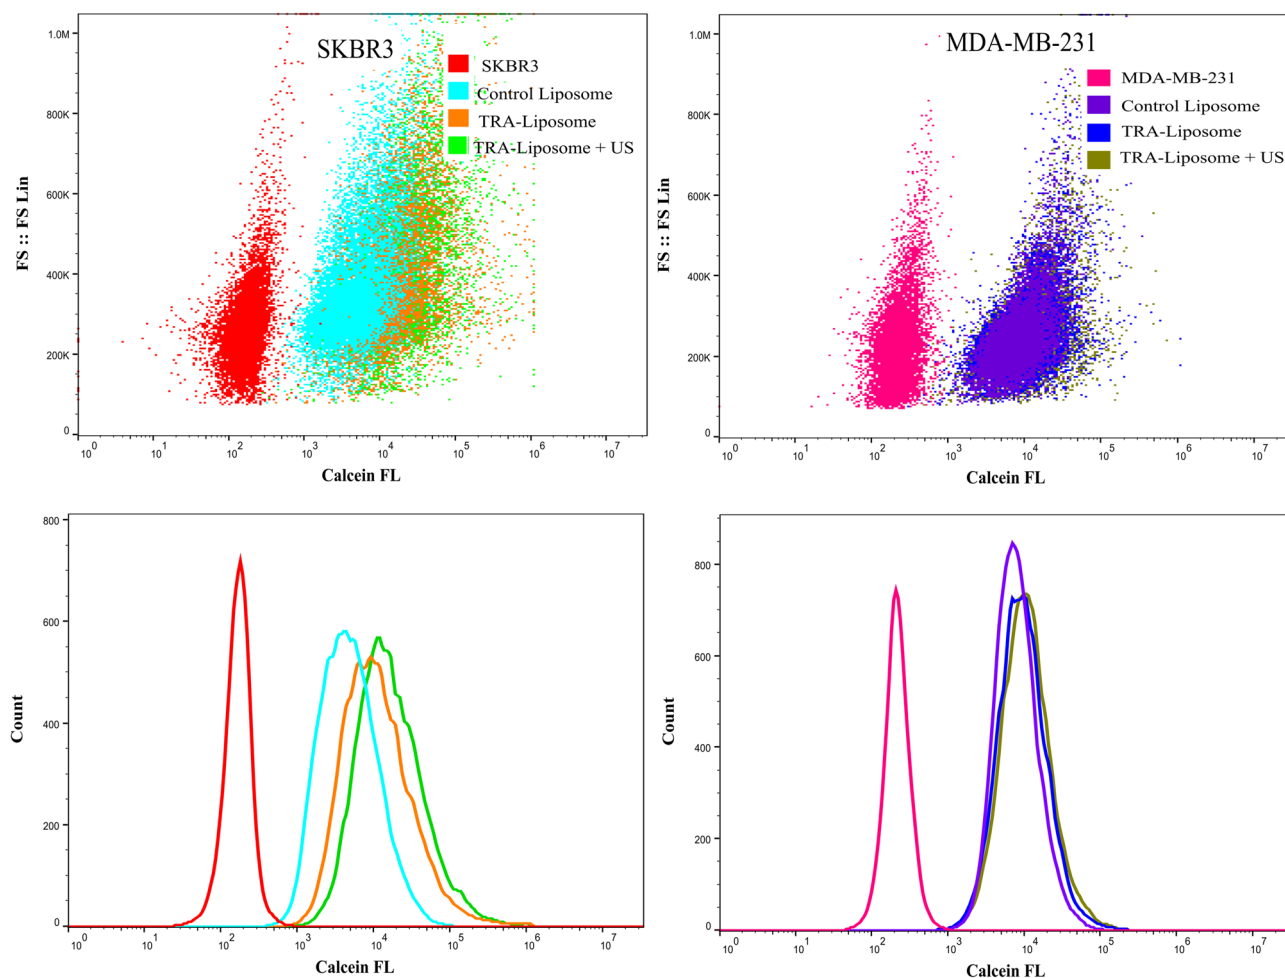 SKBR3
SKBR3
Control Liposome
TRA-Liposome
TRA-Liposome + US
FS :: FS Lin
1.0M
800K
600K
400K
200K
0
10^0 10^1 10^2 10^3 10^4 10^5 10^6 10^7
Calcein FL
MDA-MB-231
MDA-MB-231
Control Liposome
TRA-Liposome
TRA-Liposome + US
FS :: FS Lin
1.0M
800K
600K
400K
200K
0
10^0 10^1 10^2 10^3 10^4 10^5 10^6 10^7
Calcein FL
Count
800
600
400
200
0
10^0 10^1 10^2 10^3 10^4 10^5 10^6 10^7
Calcein FL
Count
800
600
400
200
0
10^0 10^1 10^2 10^3 10^4 10^5 10^6 10^7
Calcein FL